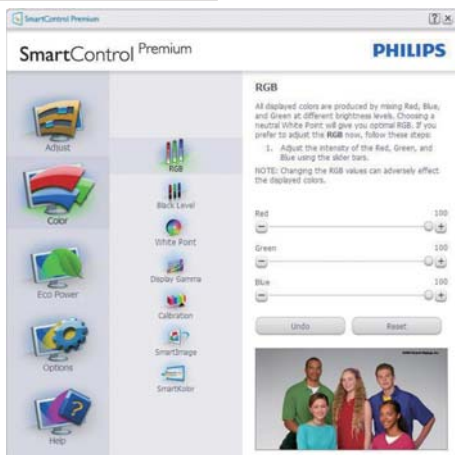 SmartControl Premium
SmartControl Premium
PHILIPS
Adjust
Color
Eco Power
Options
Help
RGB
Black Level
White Point
Display Gamma
Calibration
SmartImage
SmartKolor
RGB
All displayed colors are produced by mixing Red, Blue,
and Green at different brightness levels. Choosing a
neutral White Point will give you optimal RGB. If you
prefer to adjust the RGB now, follow these steps:
1. Adjust the intensity of the Red, Green, and
Blue using the slider bars.
NOTE: Changing the RGB values can adversely effect
the displayed colors.
Red 100
Green 100
Blue 100
Undo Reset